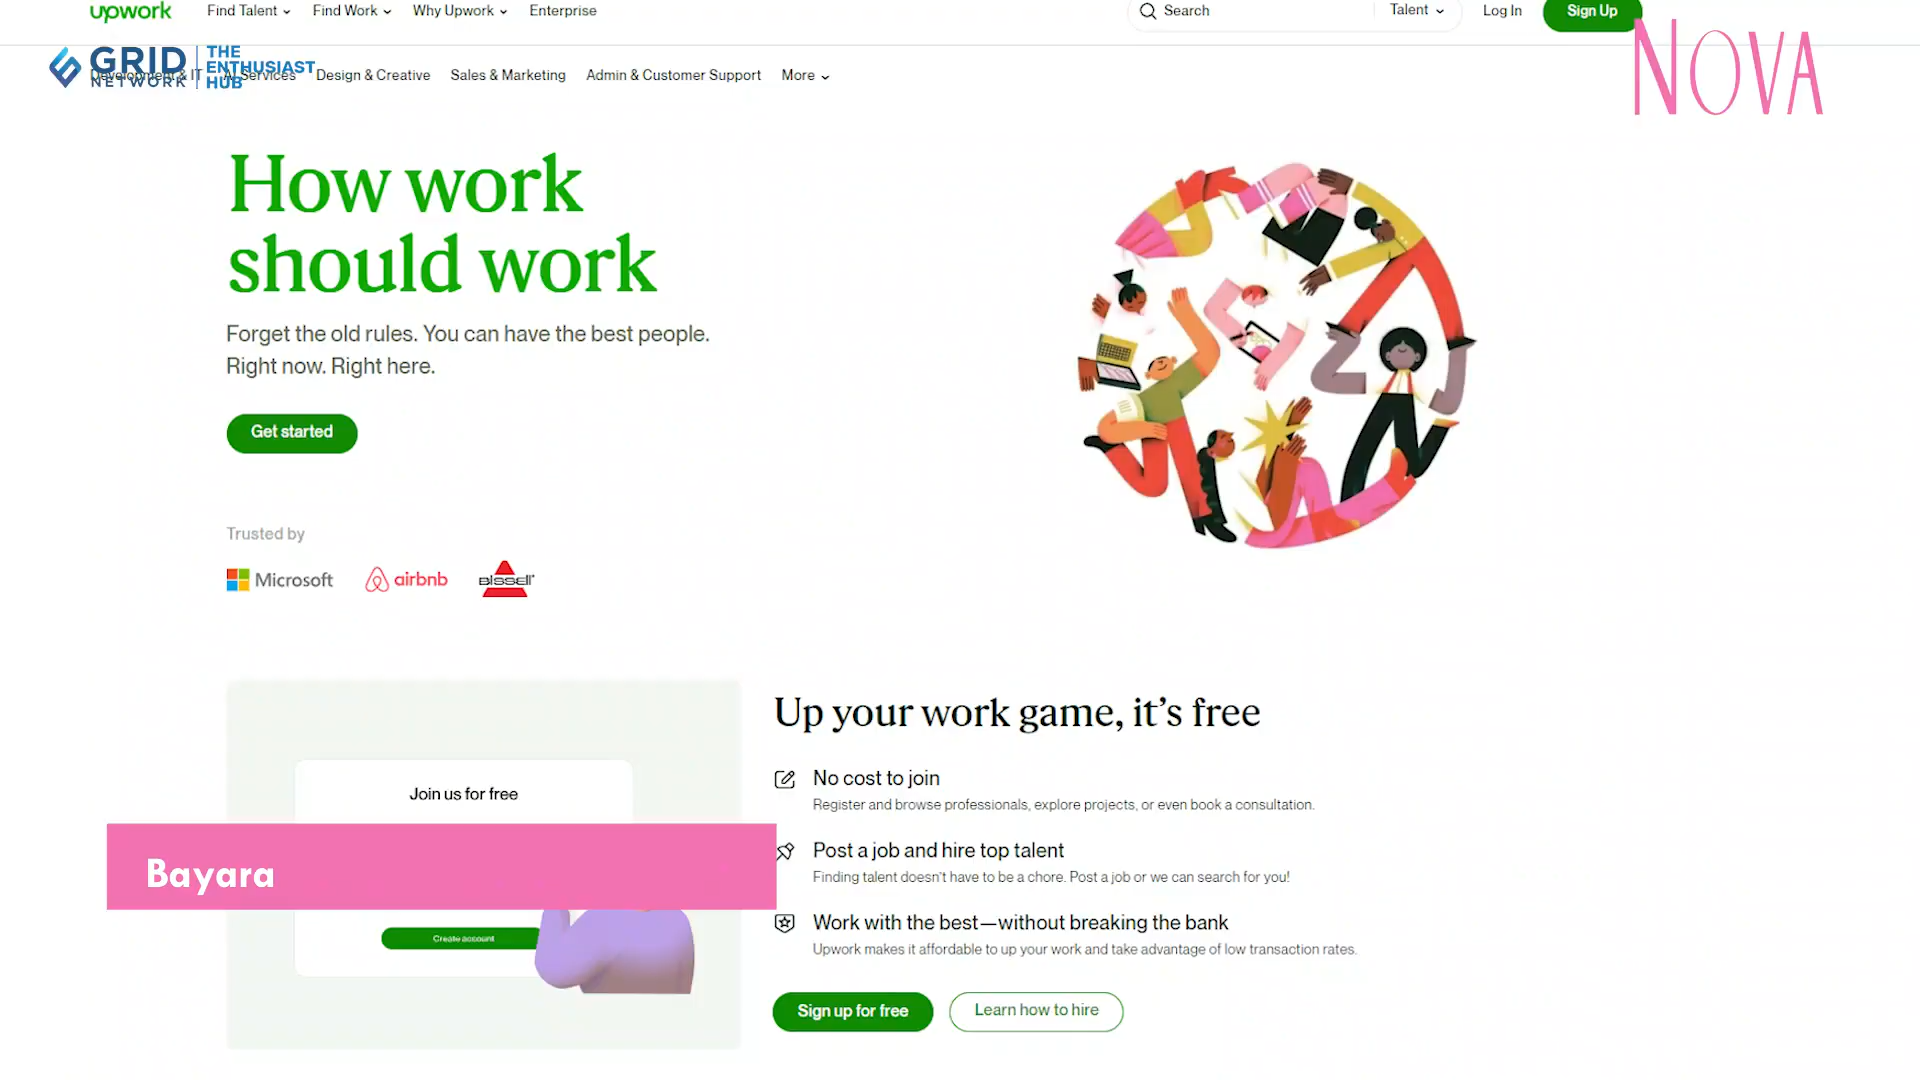 upwork
Find Talent
Find Work
Why Upwork
Enterprise
Search
Talent
Log In
Sign Up
NOVA
GRID
NETWORK
THE
ENTHUSIAST
HUB
Development & IT
AI Services
Design & Creative
Sales & Marketing
Admin & Customer Support
More
How work
should work
Forget the old rules. You can have the best people.
Right now. Right here.
Get started
Trusted by
Microsoft
airbnb
BISSELL
Up your work game, it's free
No cost to join
Register and browse professionals, explore projects, or even book a consultation.
Post a job and hire top talent
Finding talent doesn't have to be a chore. Post a job or we can search for you!
Work with the best—without breaking the bank
Upwork makes it affordable to up your work and take advantage of low transaction rates.
Sign up for free
Learn how to hire
Join us for free
Bayara
Create account